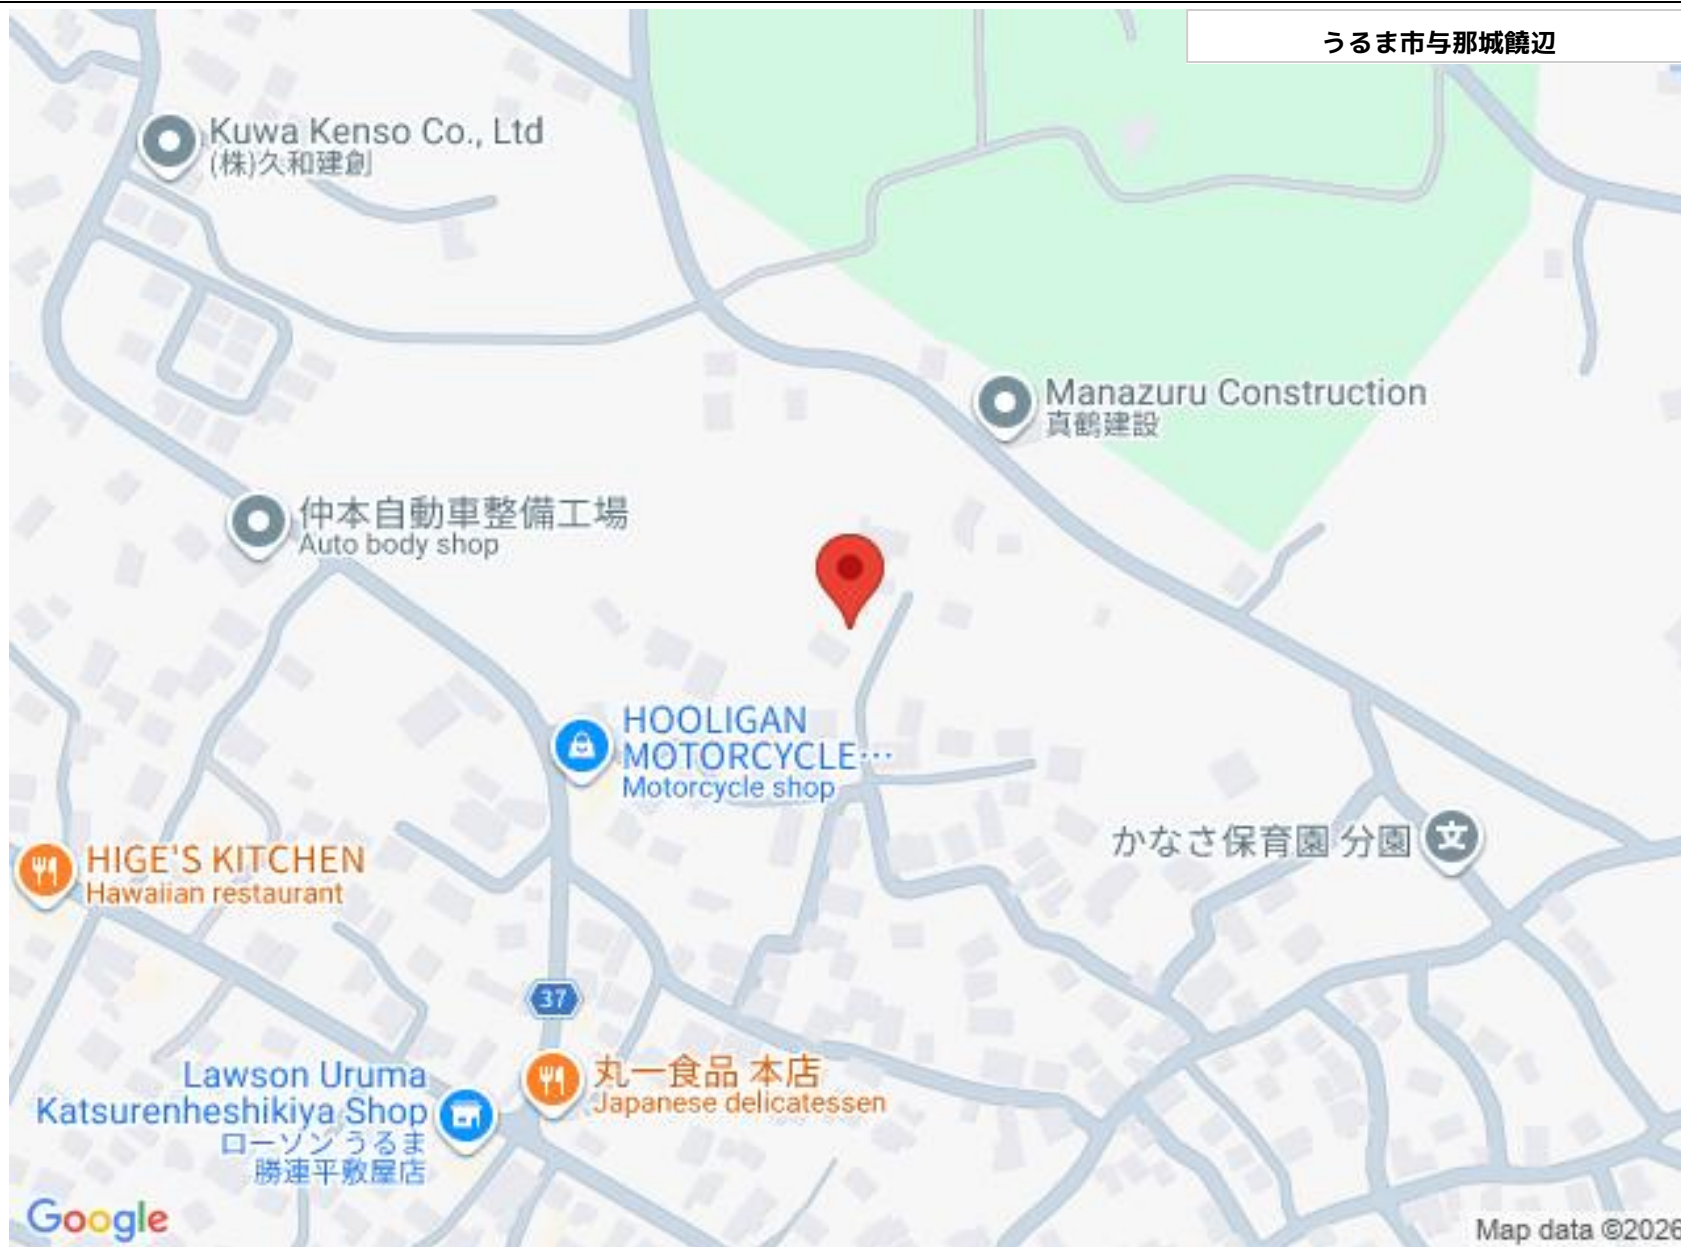 うるま市与那城饒辺
Kuwa Kenso Co., Ltd
(株)久和建創
Manazuru Construction
真鶴建設
仲本自動車整備工場
Auto body shop
HOOLIGAN
MOTORCYCLE…
Motorcycle shop
かなさ保育園 分園
文
HIGE'S KITCHEN
Hawaiian restaurant
37
丸一食品 本店
Japanese delicatessen
Lawson Uruma
Katsurenheshikiya Shop
ローソン うるま
勝連平敷屋店
Google
Map data ©2026